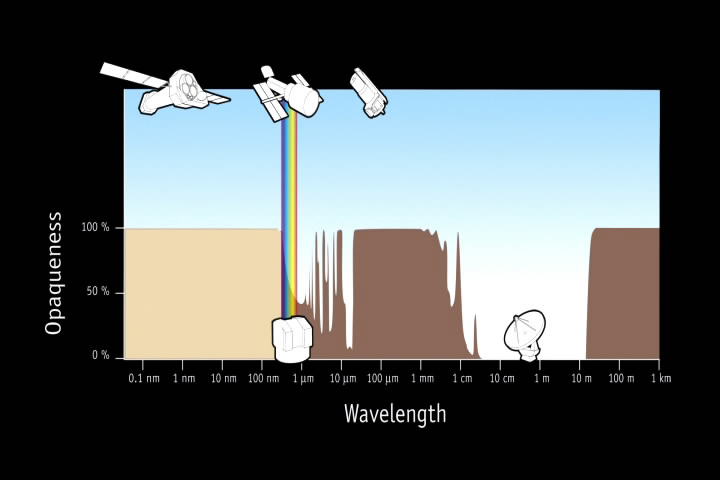 Opaqueness
100 %
50 %
0 %
0.1 nm 1 nm 10 nm 100 nm 1 µm 10 µm 100 µm 1 mm 1 cm 10 cm 1 m 10 m 100 m 1 km
Wavelength